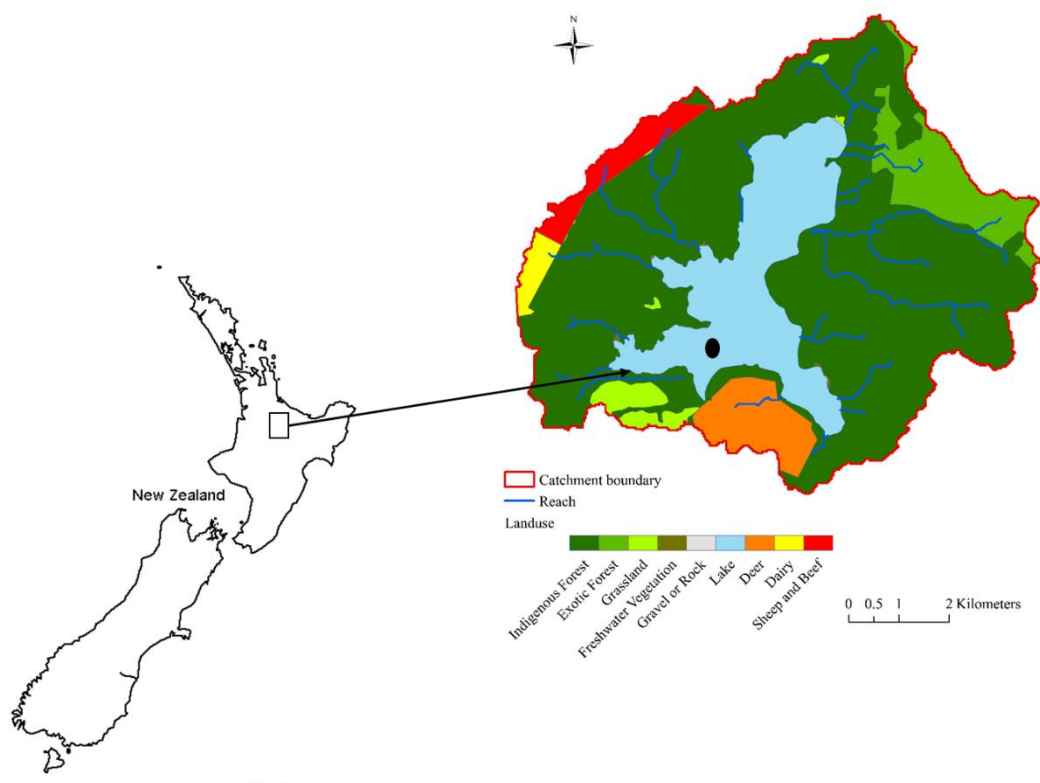 N
New Zealand
Catchment boundary
Reach
Landuse
Indigenous Forest
Exotic Forest
Grassland
Freshwater Vegetation
Gravel or Rock
Lake
Deer
Dairy
Sheep and Beef
0 0.5 1 2 Kilometers